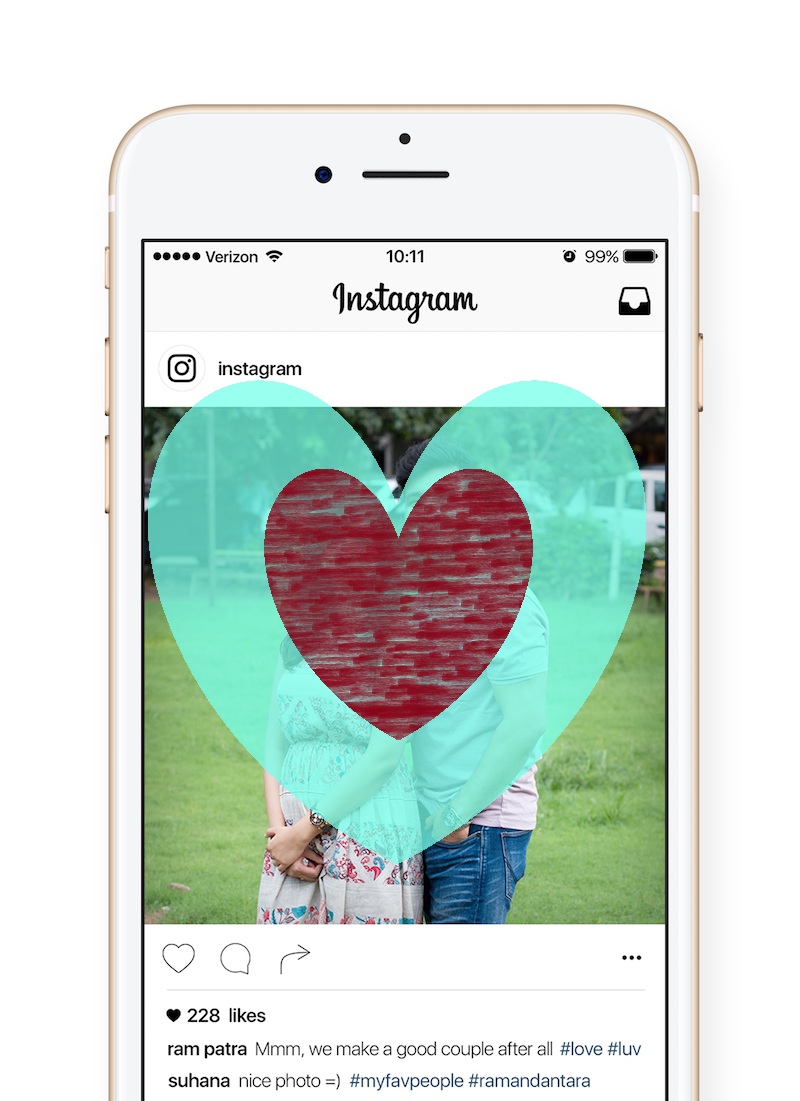 Verizon 10:11 99%
Instagram
instagram
228 likes
ram patra Mmm, we make a good couple after all #love #luv
suhana nice photo =) #myfavpeople #ramandantara